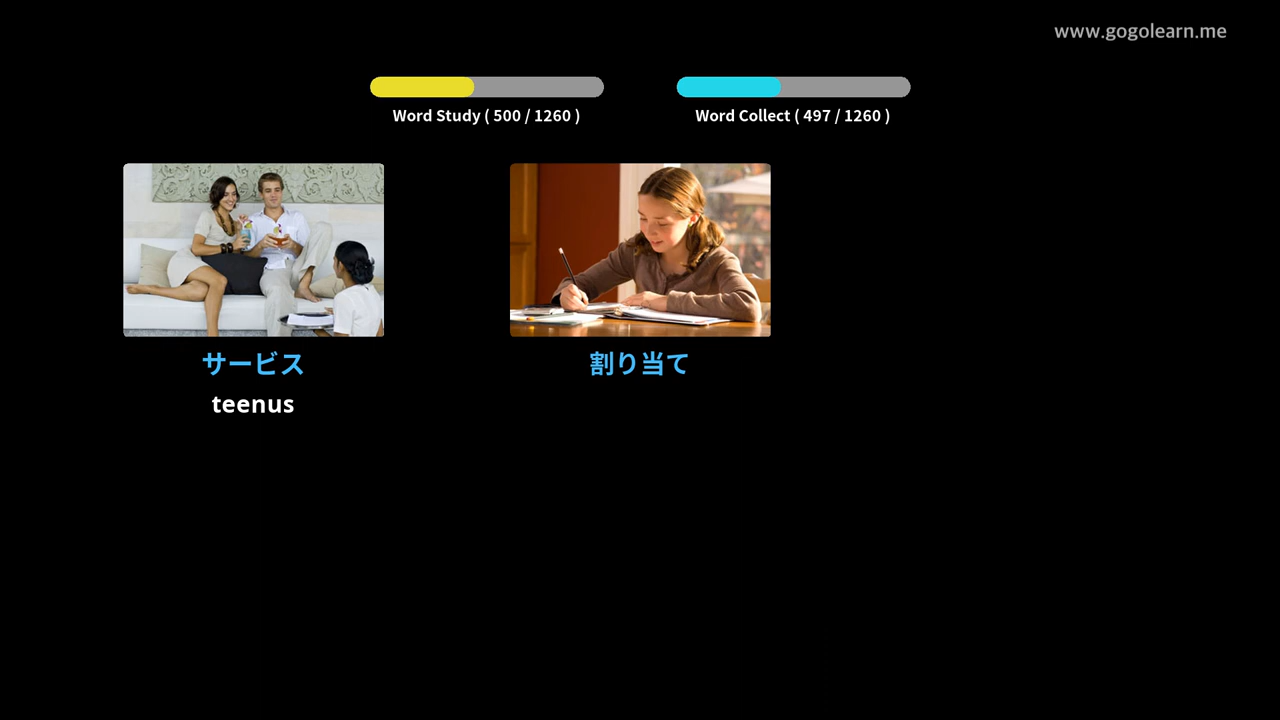 www.gogolearn.me
Word Study ( 500 / 1260 )
Word Collect ( 497 / 1260 )
サービス
teenus
割り当て